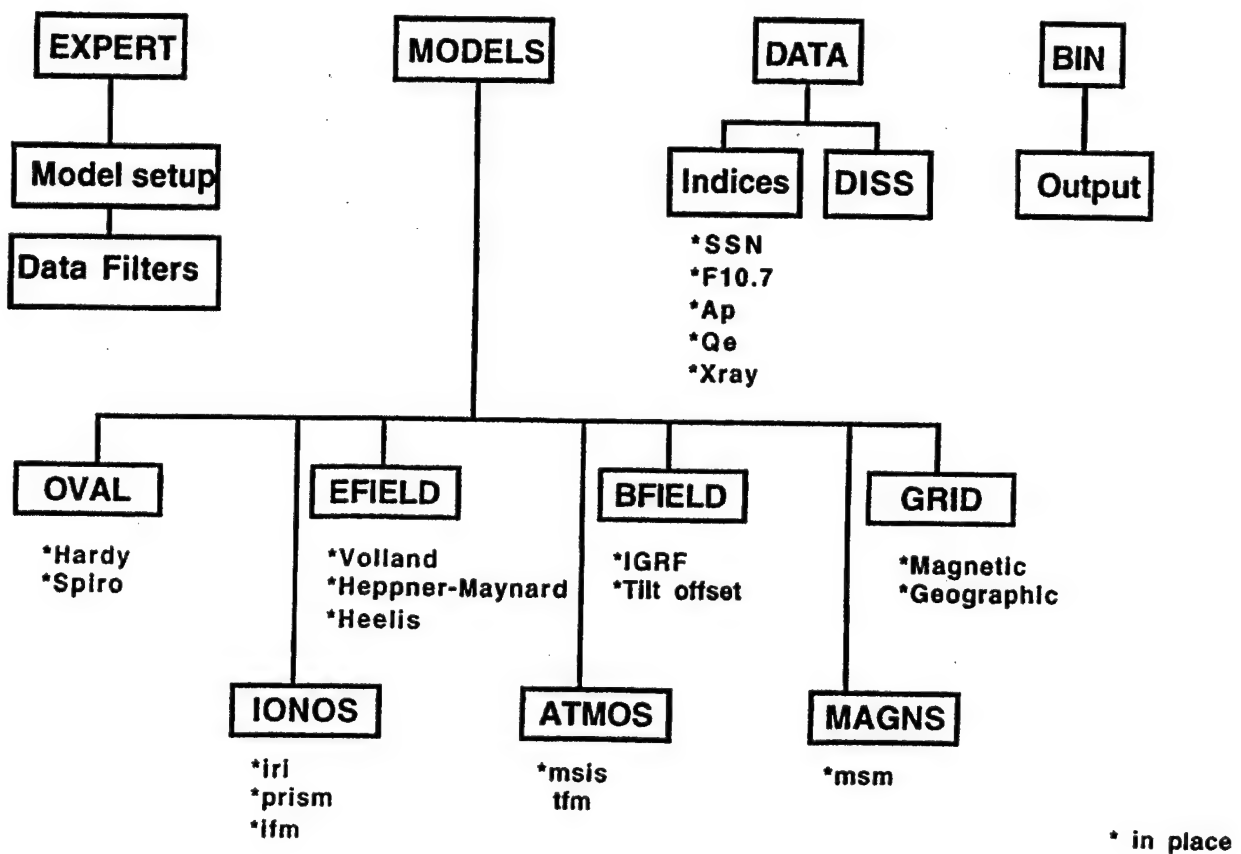 EXPERT
MODELS
DATA
BIN
Model setup
Indices
DISS
Output
Data Filters
*SSN
*F10.7
*Ap
*Qe
*Xray
OVAL
EFIELD
BFIELD
GRID
*Hardy
*Spiro
*Volland
*Heppner-Maynard
*Heelis
*IGRF
*Tilt offset
*Magnetic
*Geographic
IONOS
ATMOS
MAGNS
*iri
*prism
*ifm
*msis
tfm
*msm
* in place